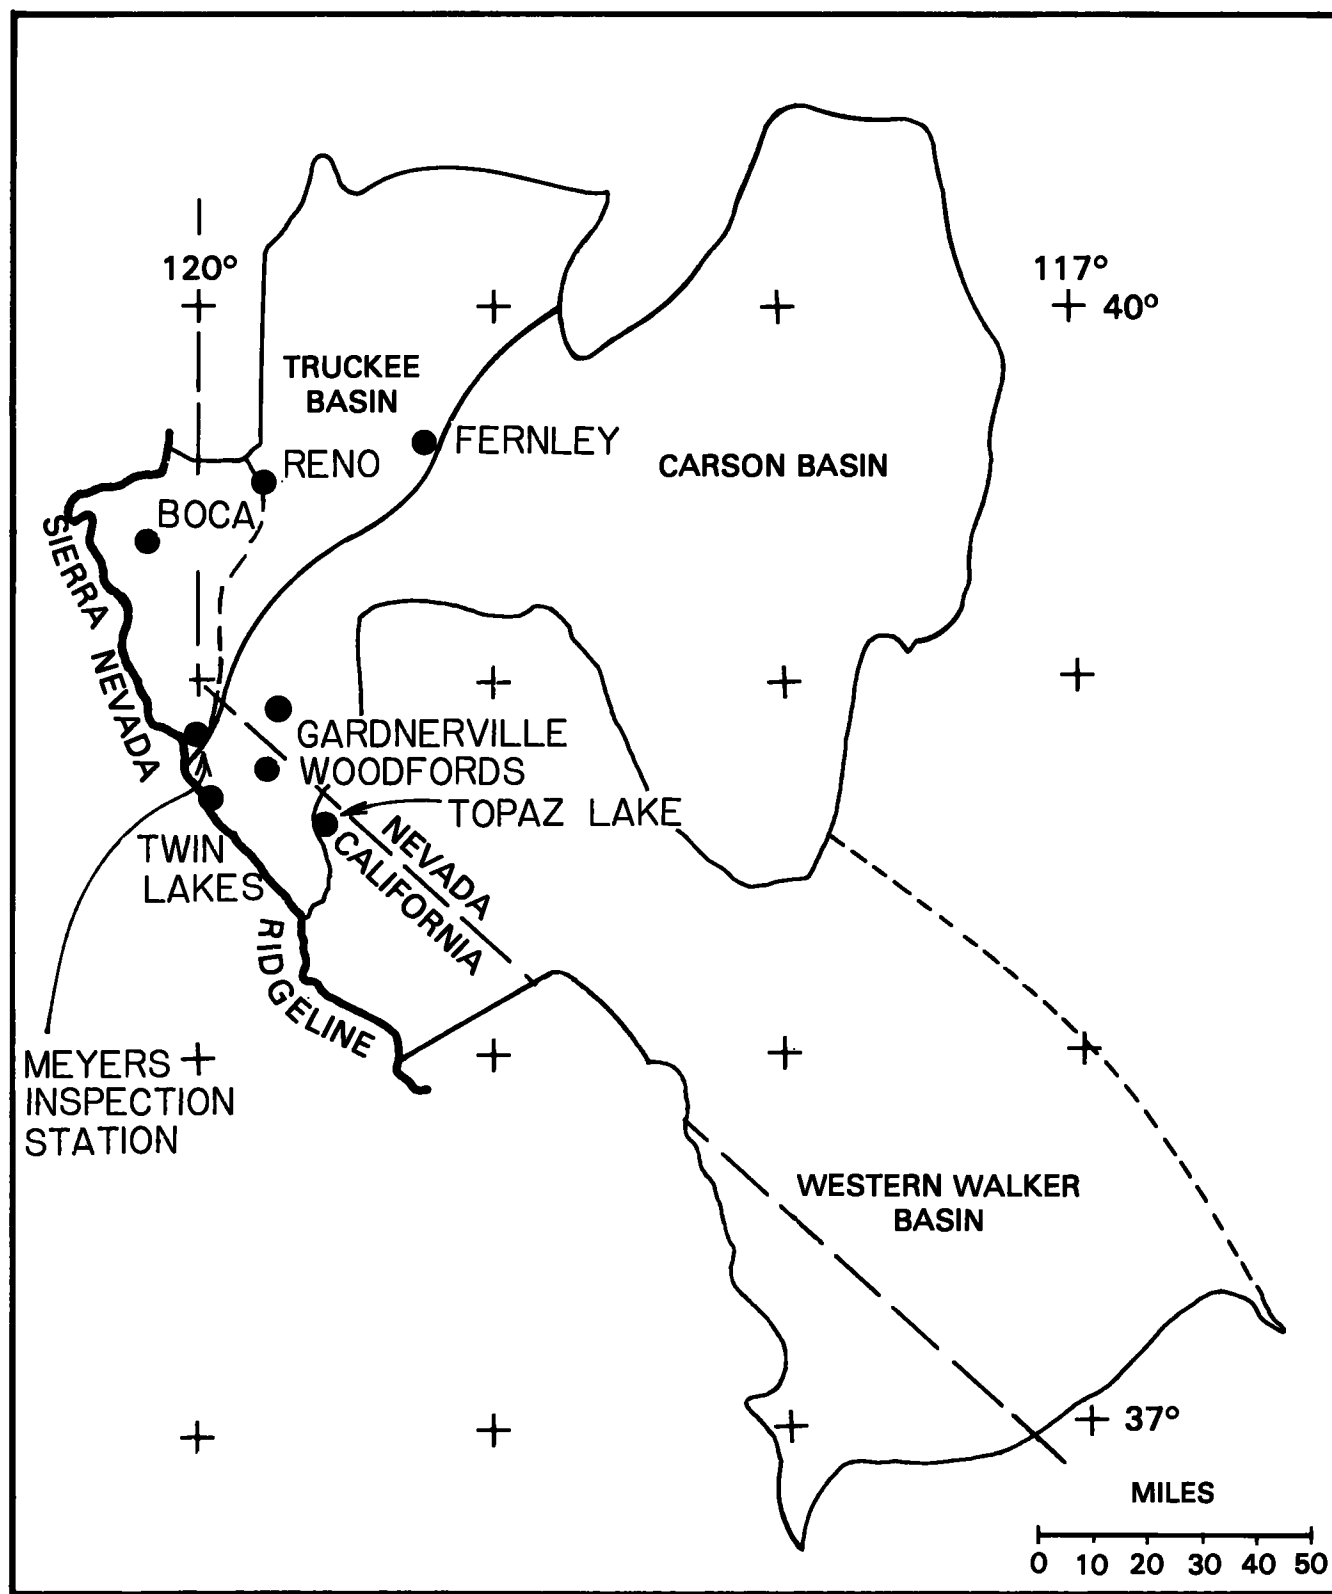 120°
117°
40°
TRUCKEE
BASIN
FERNLEY
RENO
CARSON BASIN
BOCA
SIERRA NEVADA
GARDNERVILLE
WOODFORDS
TOPAZ LAKE
NEVADA
CALIFORNIA
TWIN
LAKES
RIDGELINE
MEYERS
INSPECTION
STATION
WESTERN WALKER
BASIN
37°
MILES
0 10 20 30 40 50